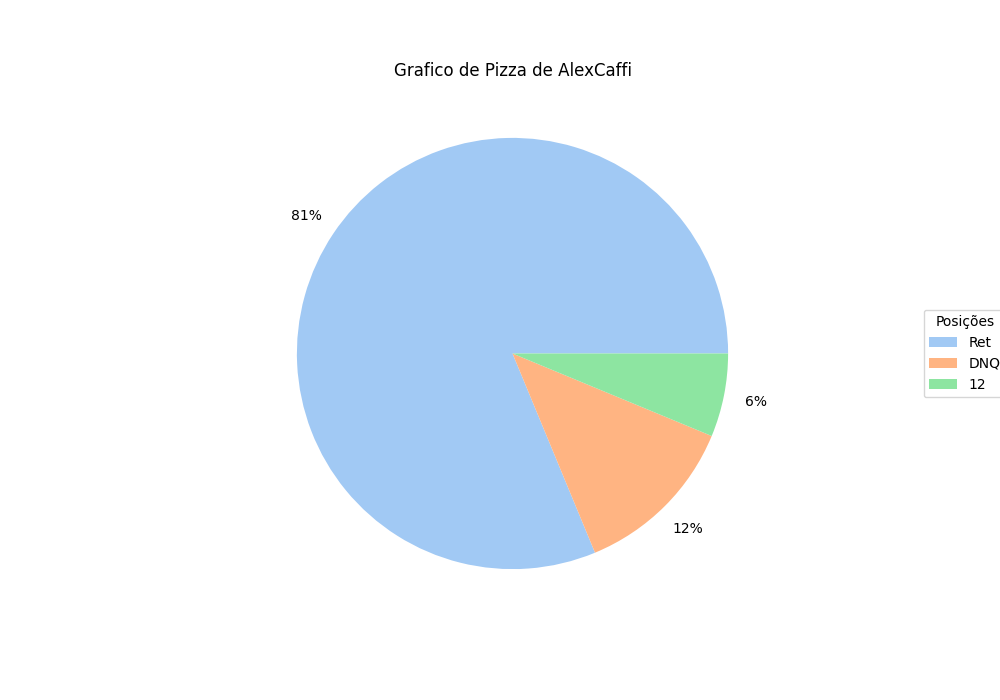 Grafico de Pizza de AlexCaffi
81%
6%
12%
Posições
Ret
DNQ
12